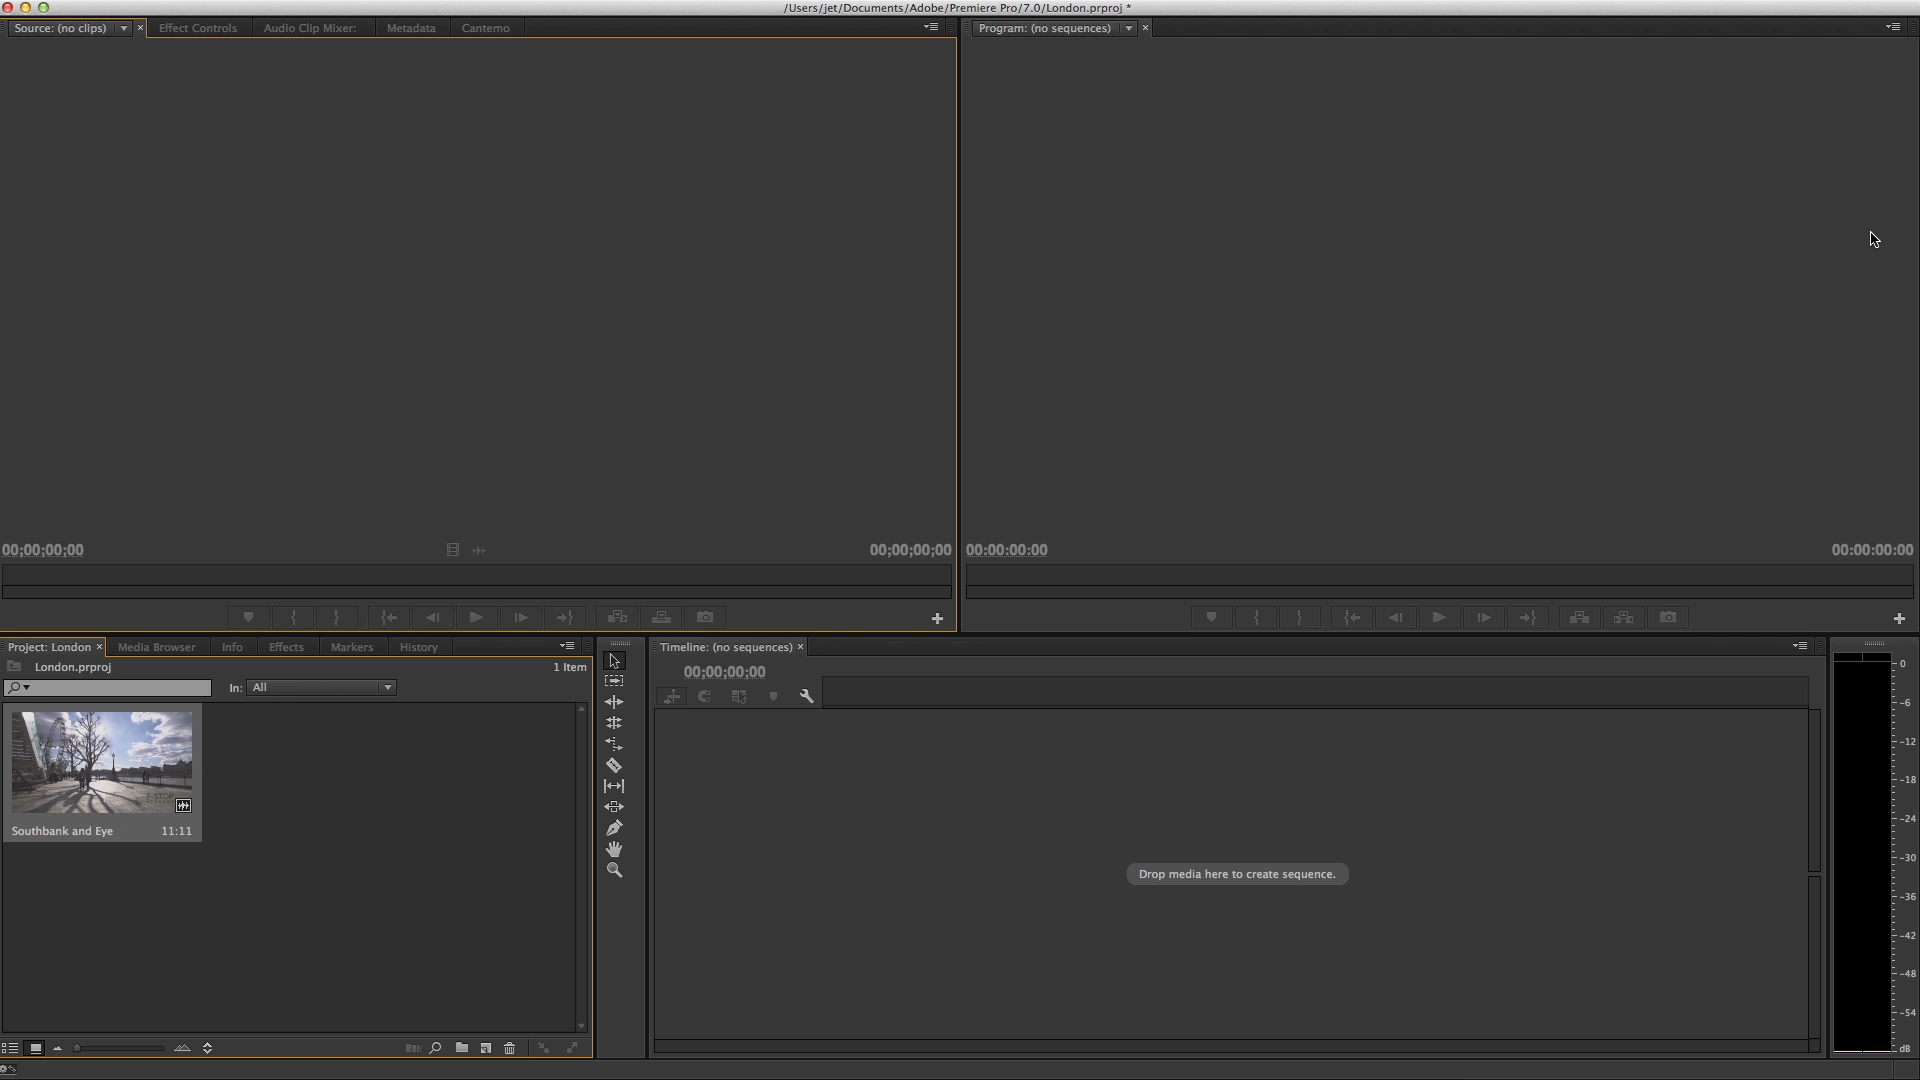 /Users/jet/Documents/Adobe/Premiere Pro/7.0/London.prproj *
Source: (no clips)
Effect Controls
Audio Clip Mixer:
Metadata
Cantemo
Program: (no sequences)
00;00;00;00
00;00;00;00
00:00:00:00
00:00:00:00
Project: London
Media Browser
Info
Effects
Markers
History
London.prproj
1 Item
In: All
Southbank and Eye 11:11
Timeline: (no sequences)
00;00;00;00
Drop media here to create sequence.
0
-6
-12
-18
-24
-30
-36
-42
-48
-54
dB